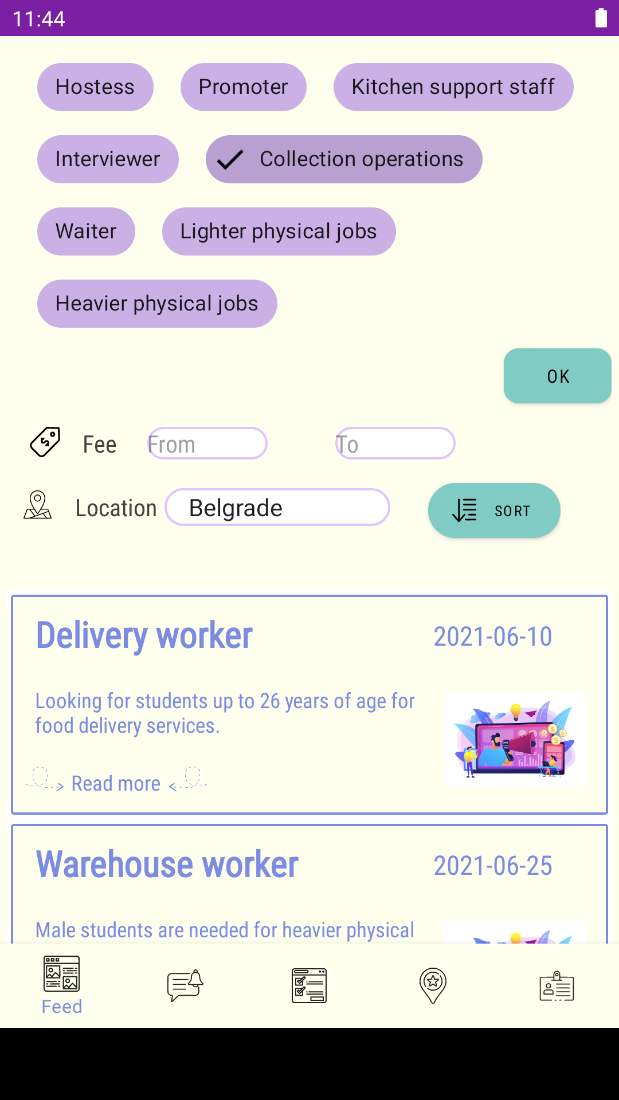 11:44
Hostess Promoter Kitchen support staff
Interviewer Collection operations
Waiter Lighter physical jobs
Heavier physical jobs
OK
Fee From To
Location Belgrade SORT
Delivery worker 2021-06-10
Looking for students up to 26 years of age for
food delivery services.
Read more
Warehouse worker 2021-06-25
Male students are needed for heavier physical
Feed